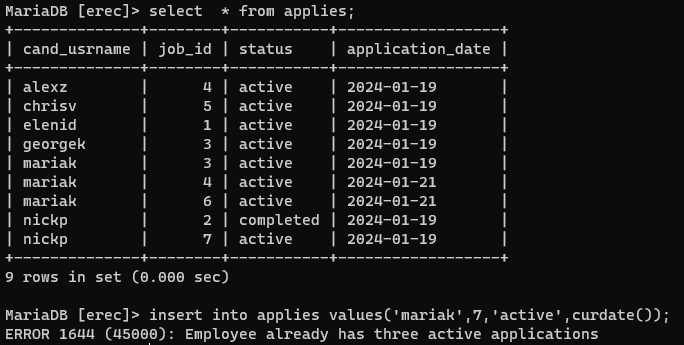 MariaDB [erec]> select  * from applies;
+--------------+--------+-----------+------------------+
| cand_usrname | job_id | status    | application_date |
+--------------+--------+-----------+------------------+
| alexz        |      4 | active    | 2024-01-19       |
| chrisv       |      5 | active    | 2024-01-19       |
| elenid       |      1 | active    | 2024-01-19       |
| georgek      |      3 | active    | 2024-01-19       |
| mariak       |      3 | active    | 2024-01-19       |
| mariak       |      4 | active    | 2024-01-21       |
| mariak       |      6 | active    | 2024-01-21       |
| nickp        |      2 | completed | 2024-01-19       |
| nickp        |      7 | active    | 2024-01-19       |
+--------------+--------+-----------+------------------+
9 rows in set (0.000 sec)
MariaDB [erec]> insert into applies values('mariak',7,'active',curdate());
ERROR 1644 (45000): Employee already has three active applications